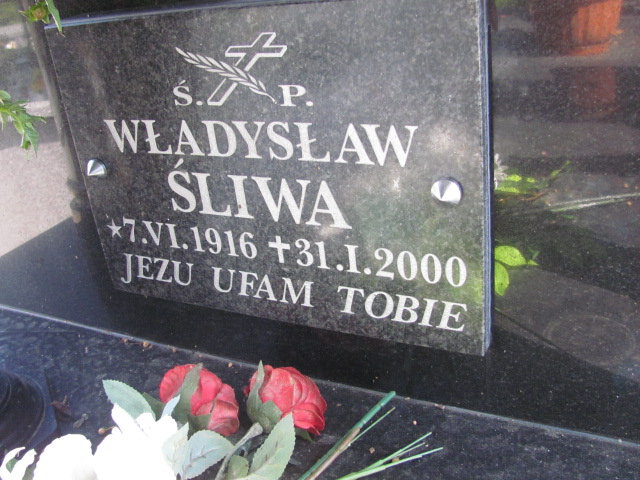 Ś. P.
WŁADYSŁAW
ŚLIWA
★7.VI.1916 ✝31.I.2000
JEZU UFAM TOBIE